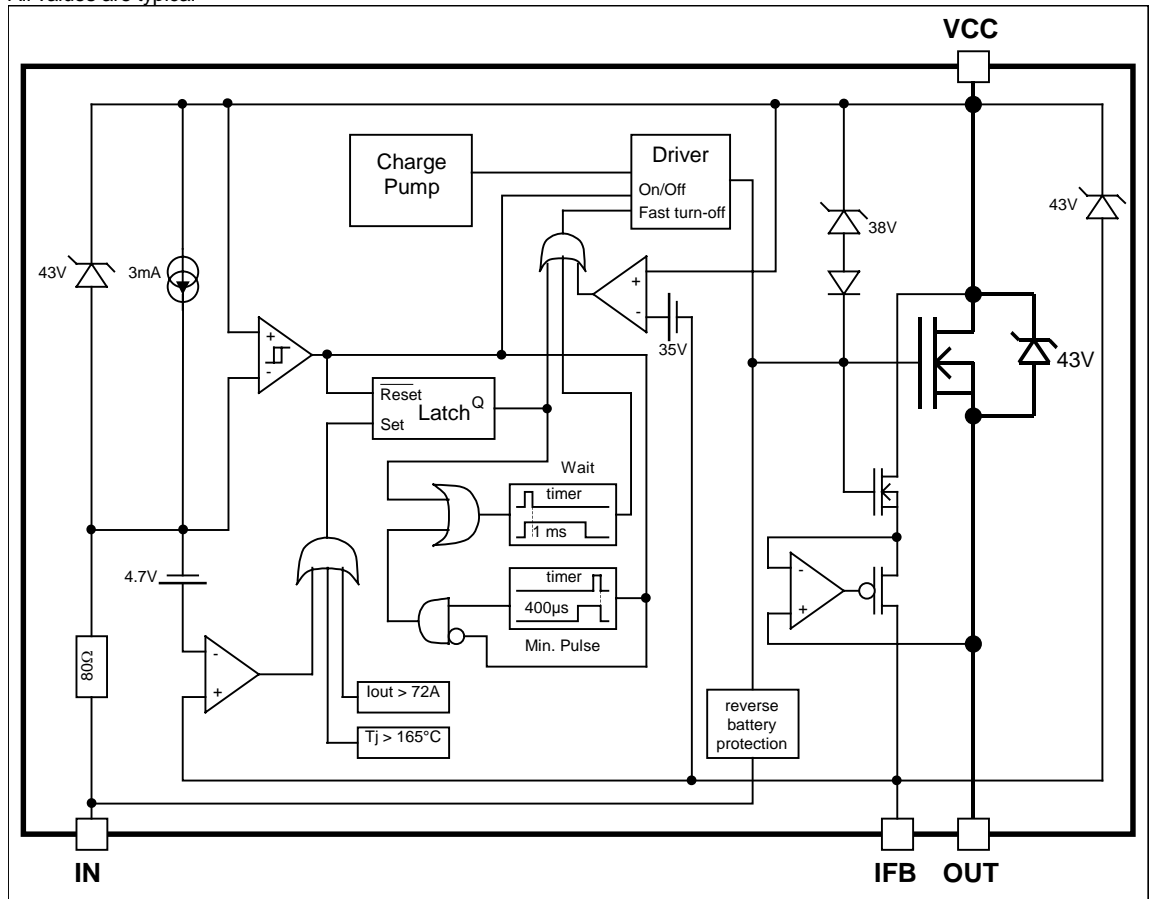 All values are typical
VCC
Charge
Pump
Driver
On/Off
Fast turn-off
43V
38V
43V
3mA
+
-
35V
+
-
43V
Reset
Latch
Q
Set
Wait
timer
1 ms
4.7V
timer
400µs
Min. Pulse
-
+
80Ω
-
+
Iout > 72A
Tj > 165°C
reverse
battery
protection
IN
IFB
OUT